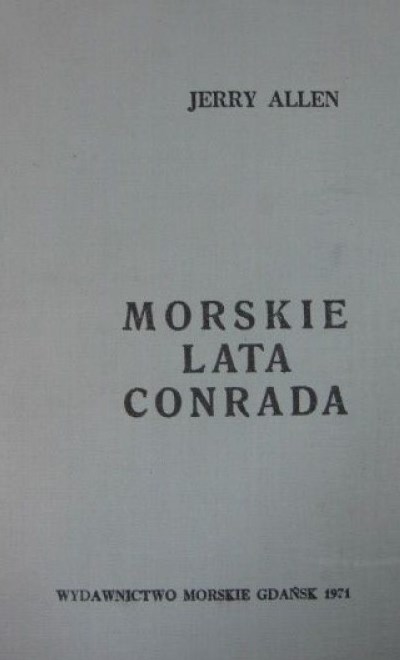 JERRY ALLEN
MORSKIE
LATA
CONRADA
WYDAWNICTWO MORSKIE GDAŃSK 1971